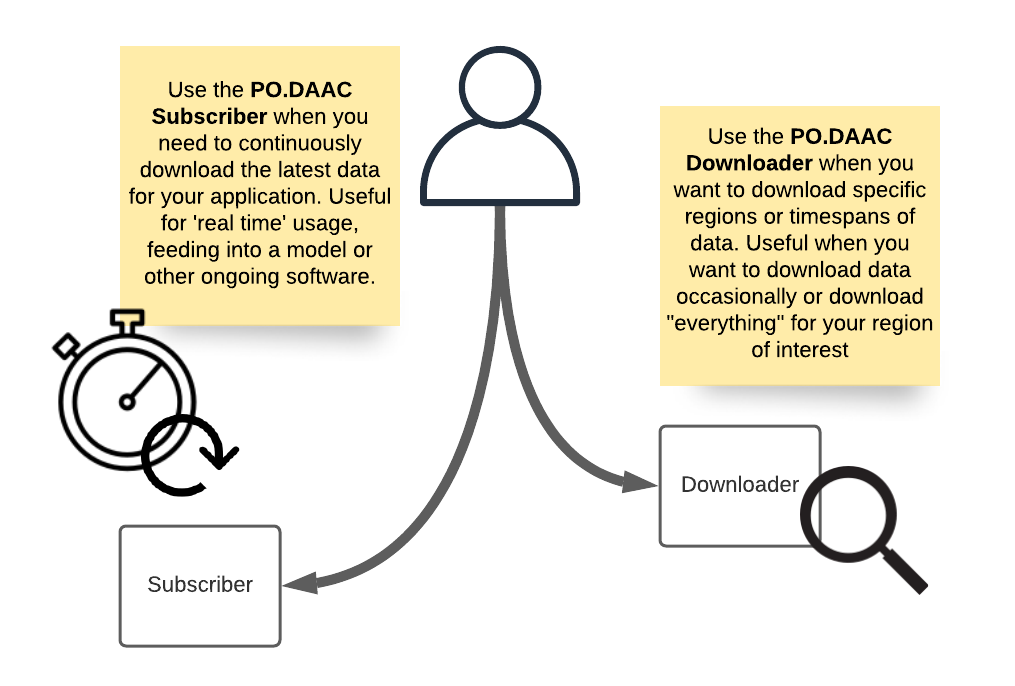 Use the PO.DAAC
Subscriber when you
need to continuously
download the latest data
for your application. Useful
for 'real time' usage,
feeding into a model or
other ongoing software.
Use the PO.DAAC
Downloader when you
want to download specific
regions or timespans of
data. Useful when you
want to download data
occasionally or download
"everything" for your region
of interest
Downloader
Subscriber